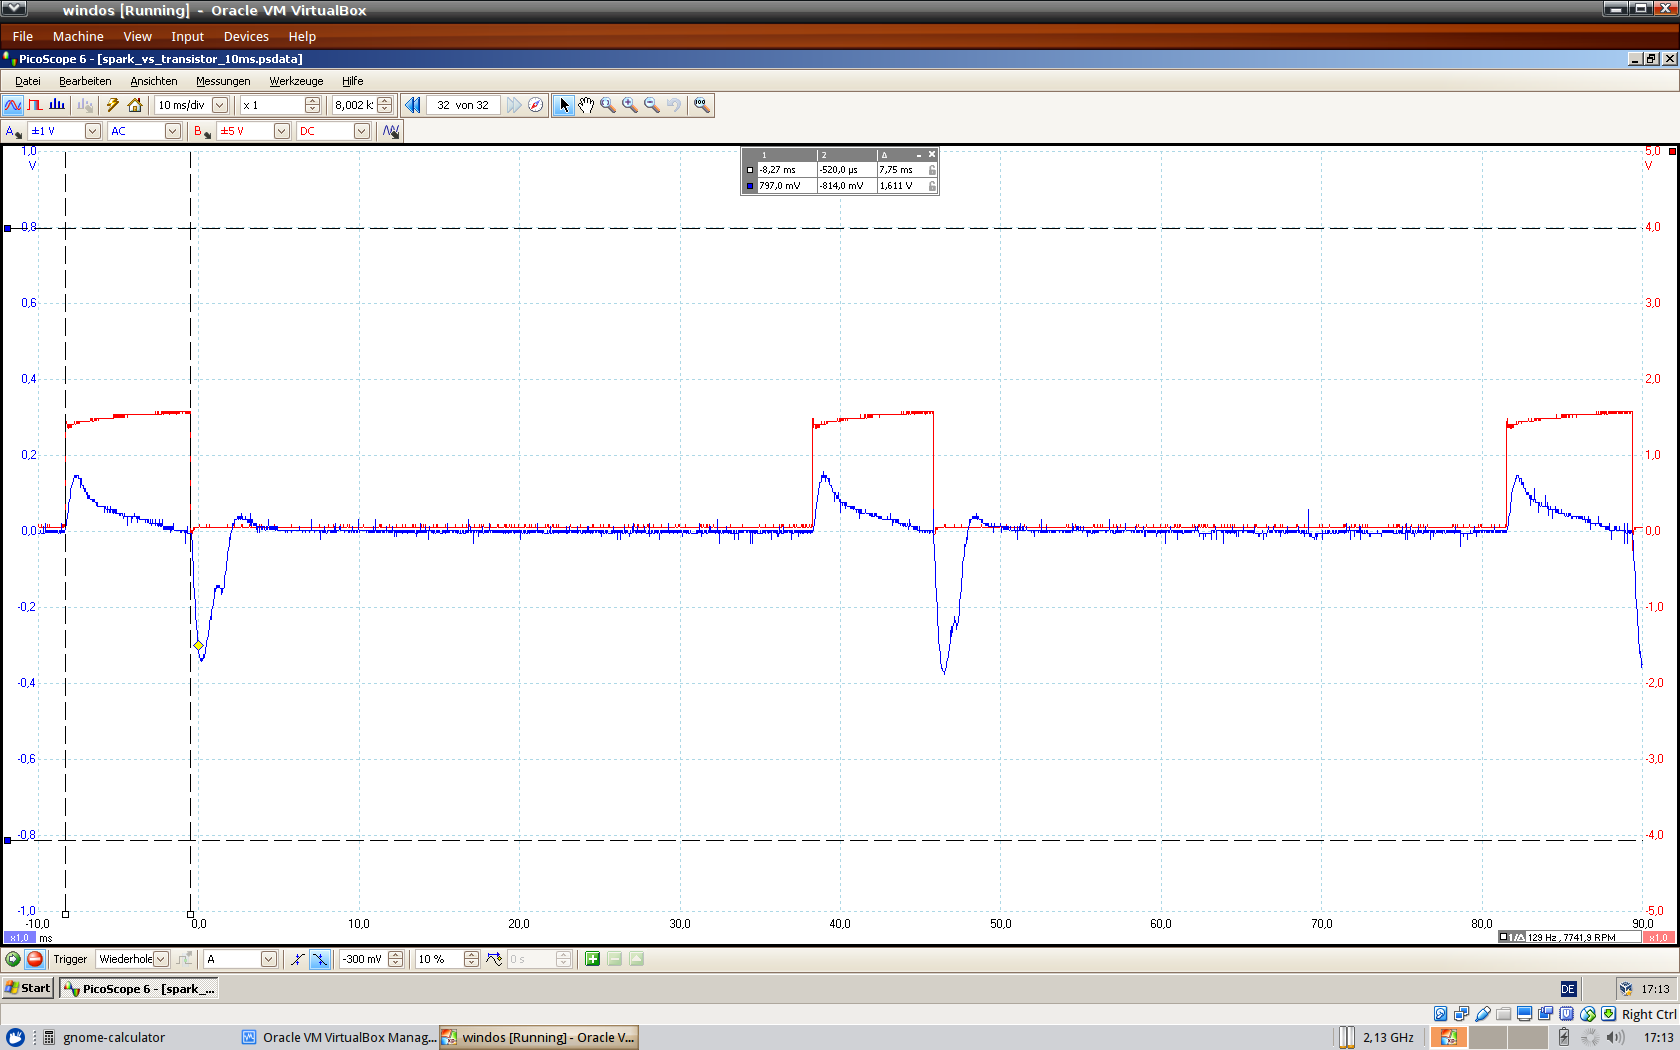 windos [Running] - Oracle VM VirtualBox
File Machine View Input Devices Help
PicoScope 6 - [spark_vs_transistor_10ms.psdata]
Datei Bearbeiten Ansichten Messungen Werkzeuge Hilfe
10 ms/div x 1 8,002 k 32 von 32
A ±1 V AC B ±5 V DC
1 2 Δ
-8,27 ms -520,0 µs 7,75 ms
797,0 mV -814,0 mV 1,611 V
1,0 5,0
V V
0,8 4,0
0,6 3,0
0,4 2,0
0,2 1,0
0,0 0,0
-0,2 -1,0
-0,4 -2,0
-0,6 -3,0
-0,8 -4,0
-1,0 -5,0
-10,0 0,0 10,0 20,0 30,0 40,0 50,0 60,0 70,0 80,0 90,0
x1,0 ms 1/Δ 129 Hz , 7741,9 RPM x1,0
Trigger Wiederhole A -300 mV 10 % 0 s
Start PicoScope 6 - [spark_... DE 17:13
Right Ctrl
gnome-calculator Oracle VM VirtualBox Manag... windos [Running] - Oracle V... 2,13 GHz 17:13